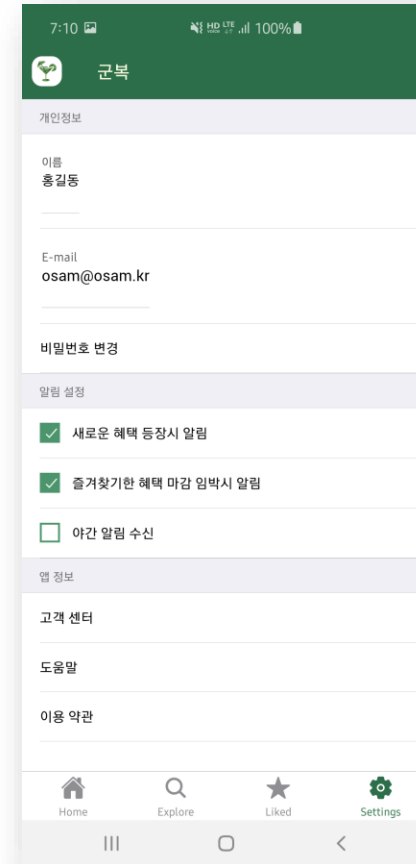 7:10 HD LTE 100%
군복
개인정보
이름
홍길동
E-mail
osam@osam.kr
비밀번호 변경
알림 설정
새로운 혜택 등장시 알림
즐겨찾기한 혜택 마감 임박시 알림
야간 알림 수신
앱 정보
고객 센터
도움말
이용 약관
Home Explore Liked Settings